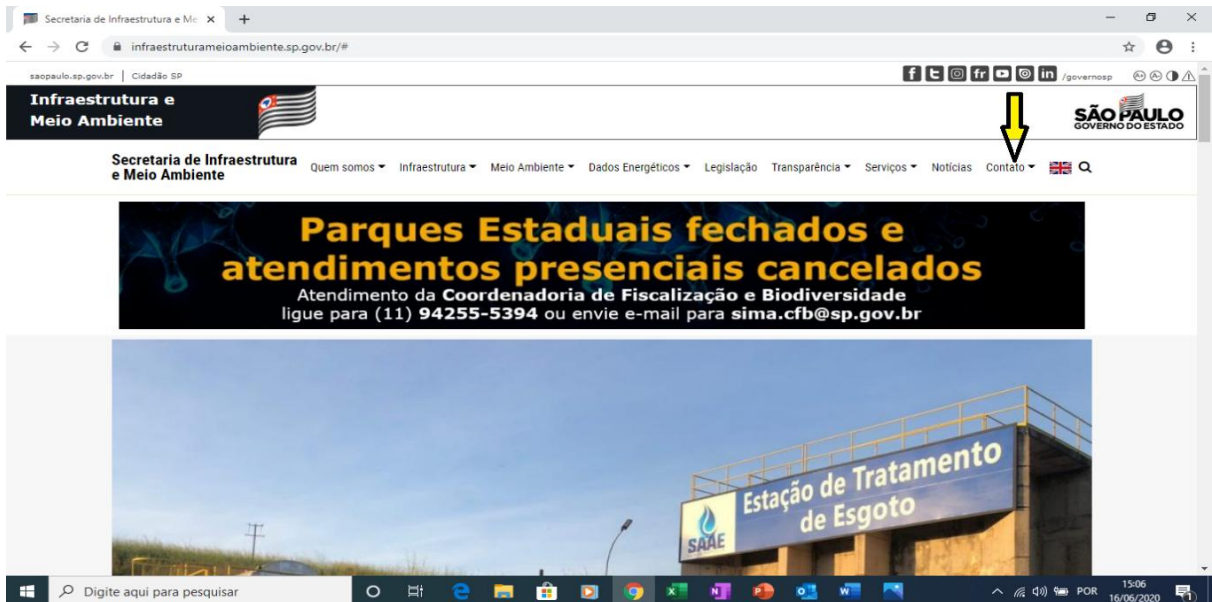 Secretaria de Infraestrutura e Me
infraestruturameioambiente.sp.gov.br/#
saopaulo.sp.gov.br | Cidadão SP
/governosp
Infraestrutura e
Meio Ambiente
SÃO PAULO
GOVERNO DO ESTADO
Secretaria de Infraestrutura
e Meio Ambiente
Quem somos Infraestrutura Meio Ambiente Dados Energéticos Legislação Transparência Serviços Notícias Contato
Parques Estaduais fechados e
atendimentos presenciais cancelados
Atendimento da Coordenadoria de Fiscalização e Biodiversidade
ligue para (11) 94255-5394 ou envie e-mail para sima.cfb@sp.gov.br
Estação de Tratamento
de Esgoto
SAAE
Digite aqui para pesquisar
POR
15:06
16/06/2020